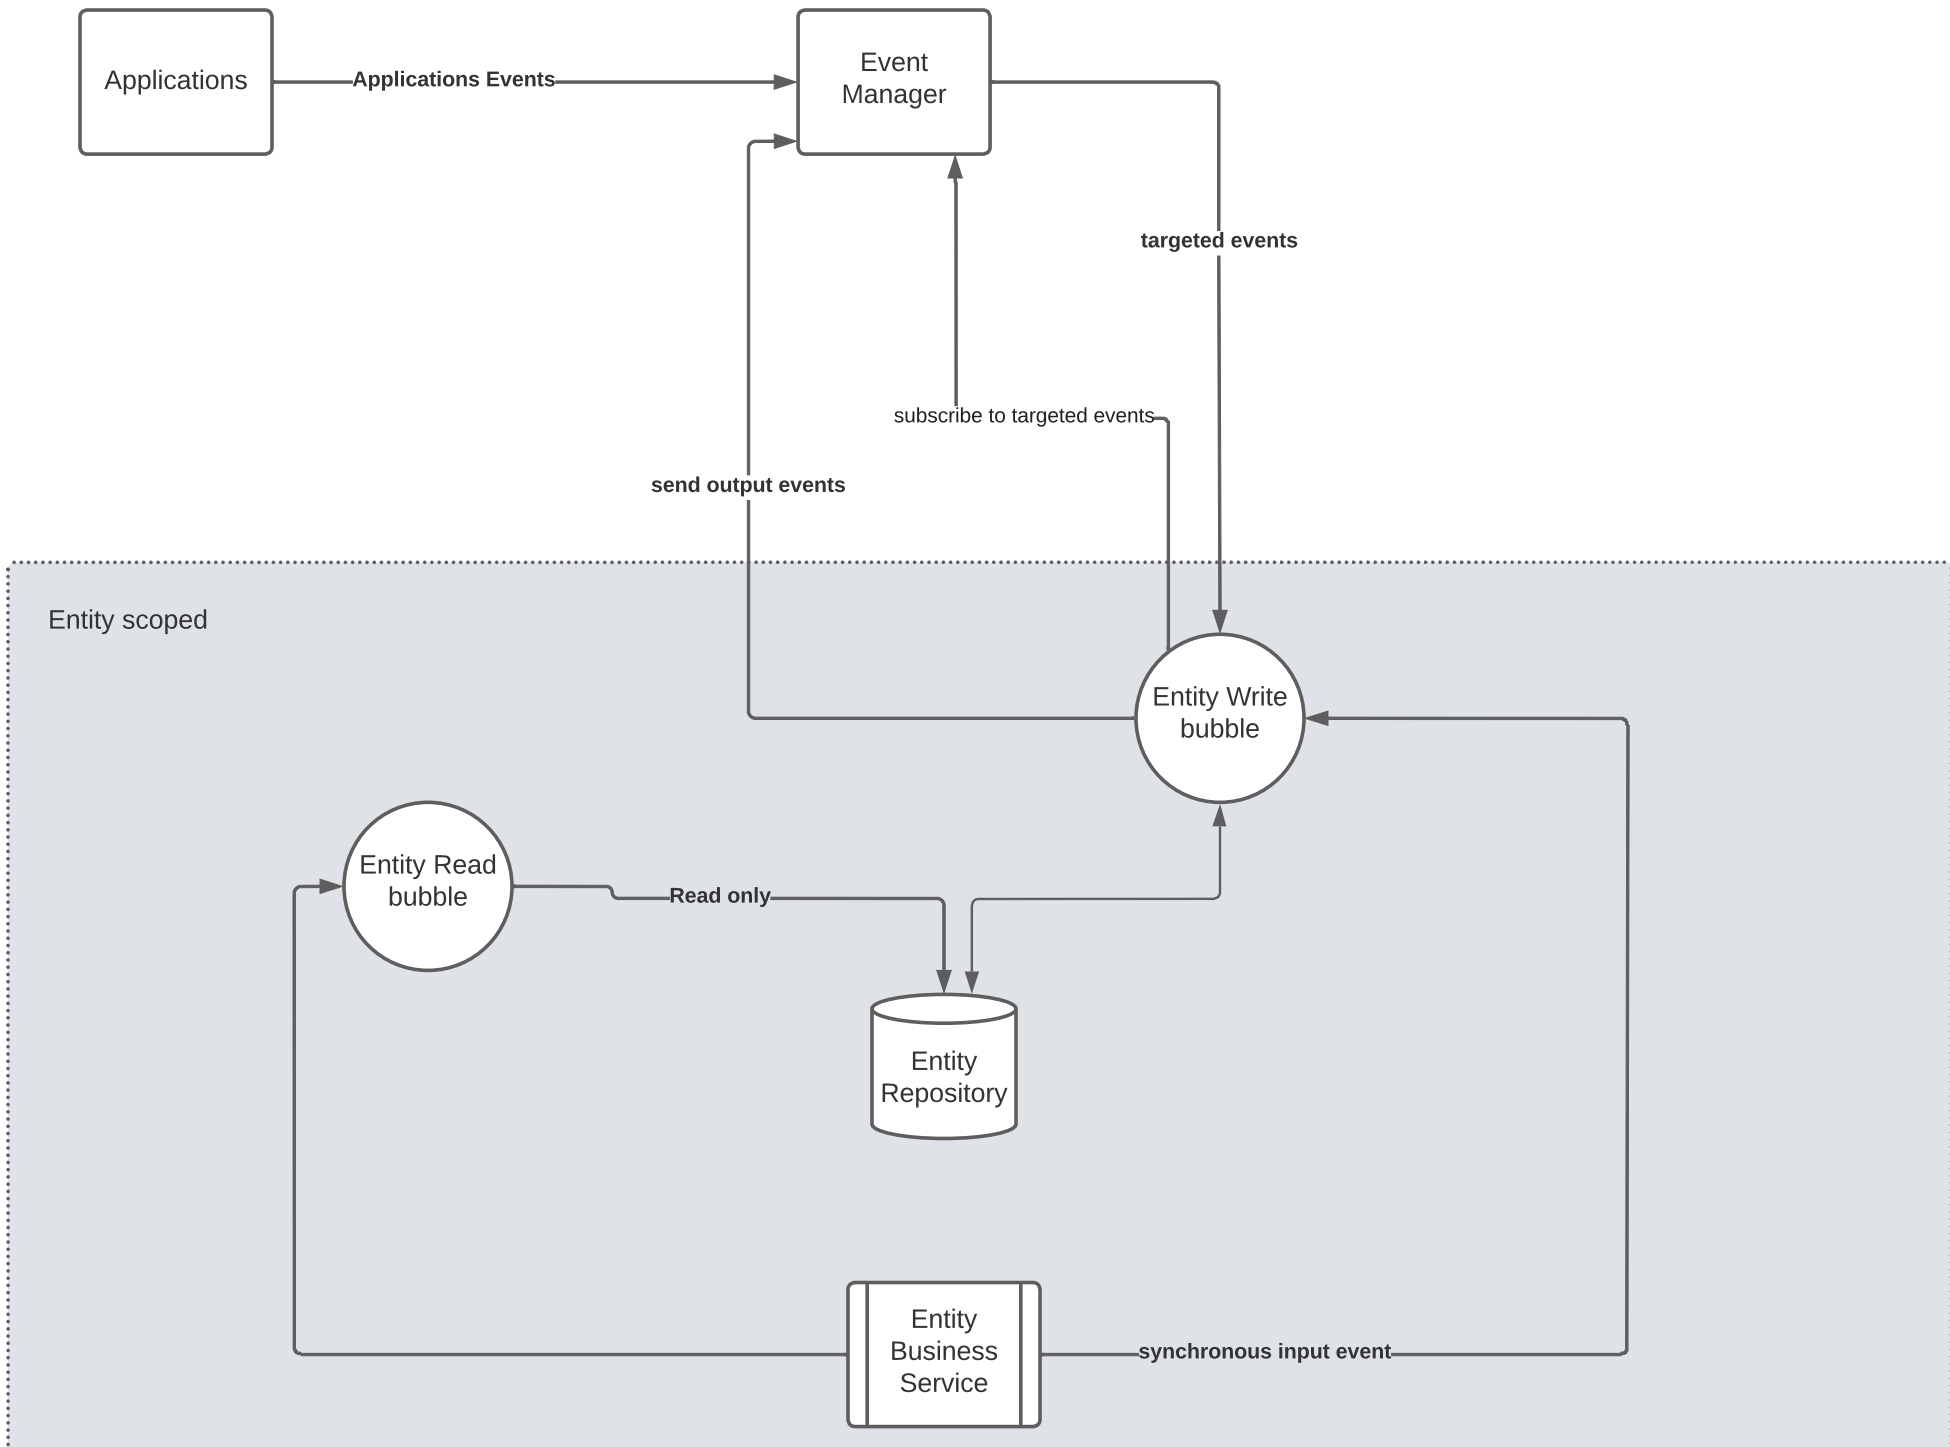 Applications
Applications Events
Event
Manager
targeted events
subscribe to targeted events
send output events
Entity scoped
Entity Write
bubble
Entity Read
bubble
Read only
Entity
Repository
Entity
Business
Service
synchronous input event